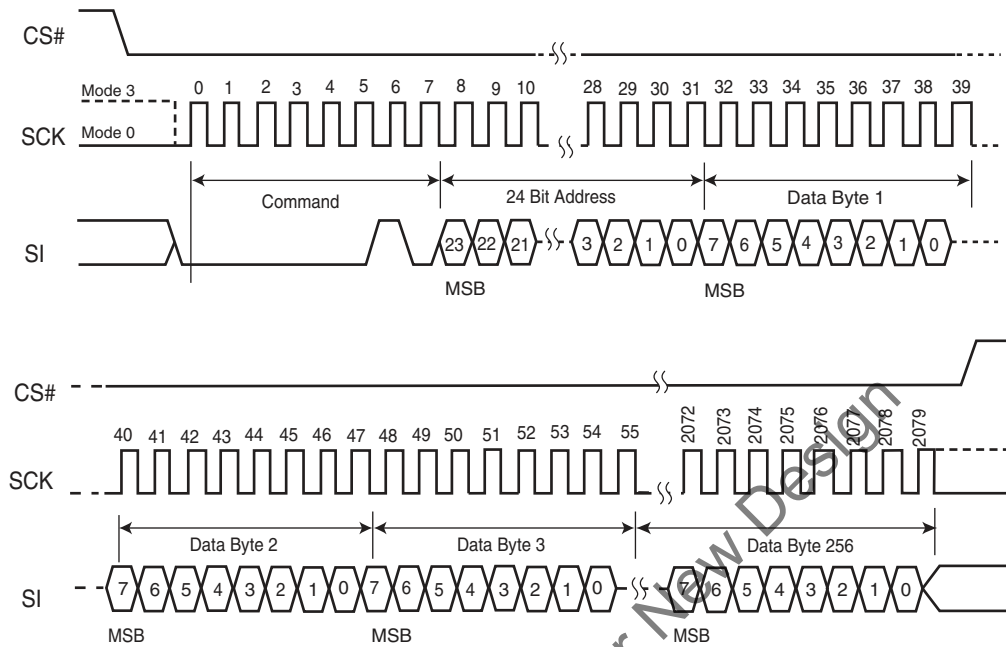 CS#
0 1 2 3 4 5 6 7 8 9 10 28 29 30 31 32 33 34 35 36 37 38 39
Mode 3
SCK
Mode 0
Command
24 Bit Address
Data Byte 1
SI
23 22 21 3 2 1 0 7 6 5 4 3 2 1 0
MSB MSB
CS#
40 41 42 43 44 45 46 47 48 49 50 51 52 53 54 55 2072 2073 2074 2075 2076 2077 2078 2079
SCK
Data Byte 2
Data Byte 3
Data Byte 256
SI
7 6 5 4 3 2 1 0 7 6 5 4 3 2 1 0 7 6 5 4 3 2 1 0
MSB MSB MSB
r New Design